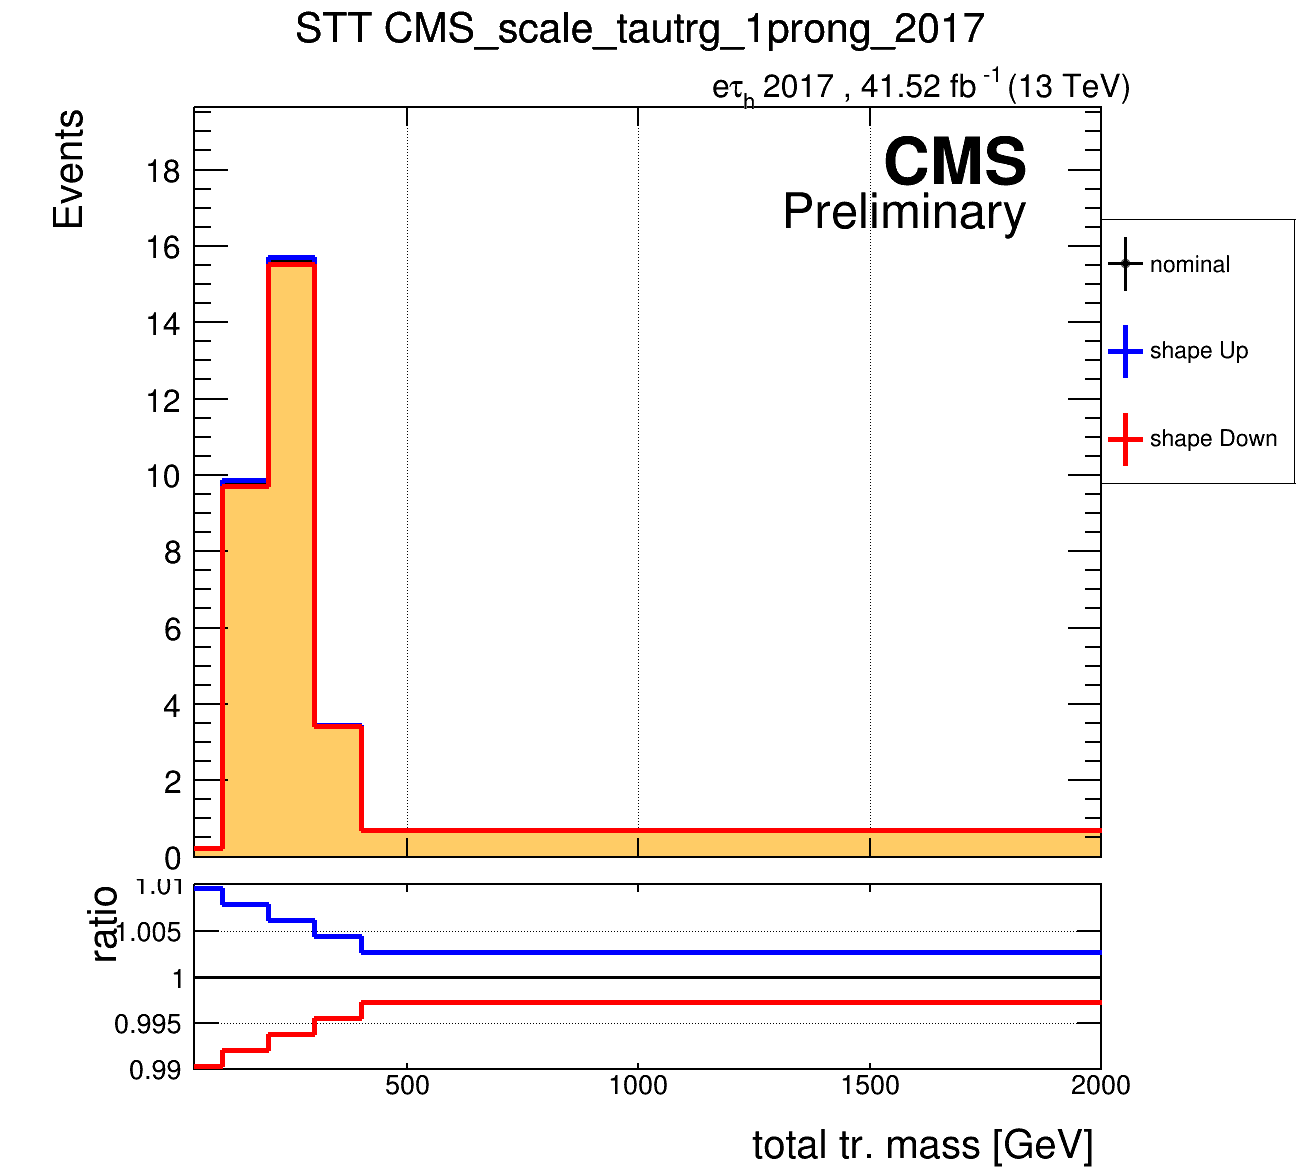 STT CMS_scale_tautrg_1prong_2017
eτh 2017 , 41.52 fb -1 (13 TeV)
Events
CMS
Preliminary
18
16
14
12
10
8
6
4
2
0
nominal
shape Up
shape Down
ratio
1.01
1.005
1
0.995
0.99
500
1000
1500
2000
total tr. mass [GeV]